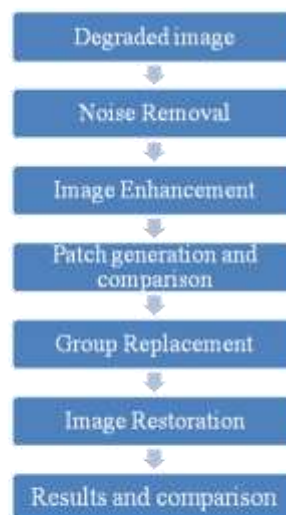 Degraded image
Noise Removal
Image Enhancement
Patch generation and
comparison
Group Replacement
Image Restoration
Results and comparison